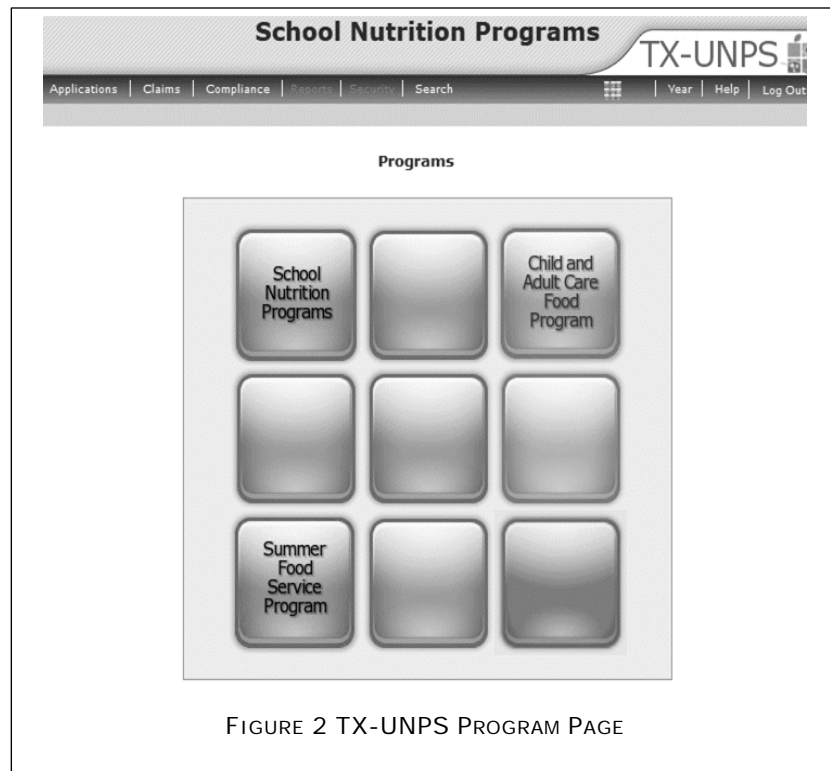 School Nutrition Programs
TX-UNPS
Applications | Claims | Compliance | Reports | Security | Search | Year | Help | Log Out
Programs
School
Nutrition
Programs
Child and
Adult Care
Food
Program
Summer
Food
Service
Program
FIGURE 2 TX-UNPS PROGRAM PAGE